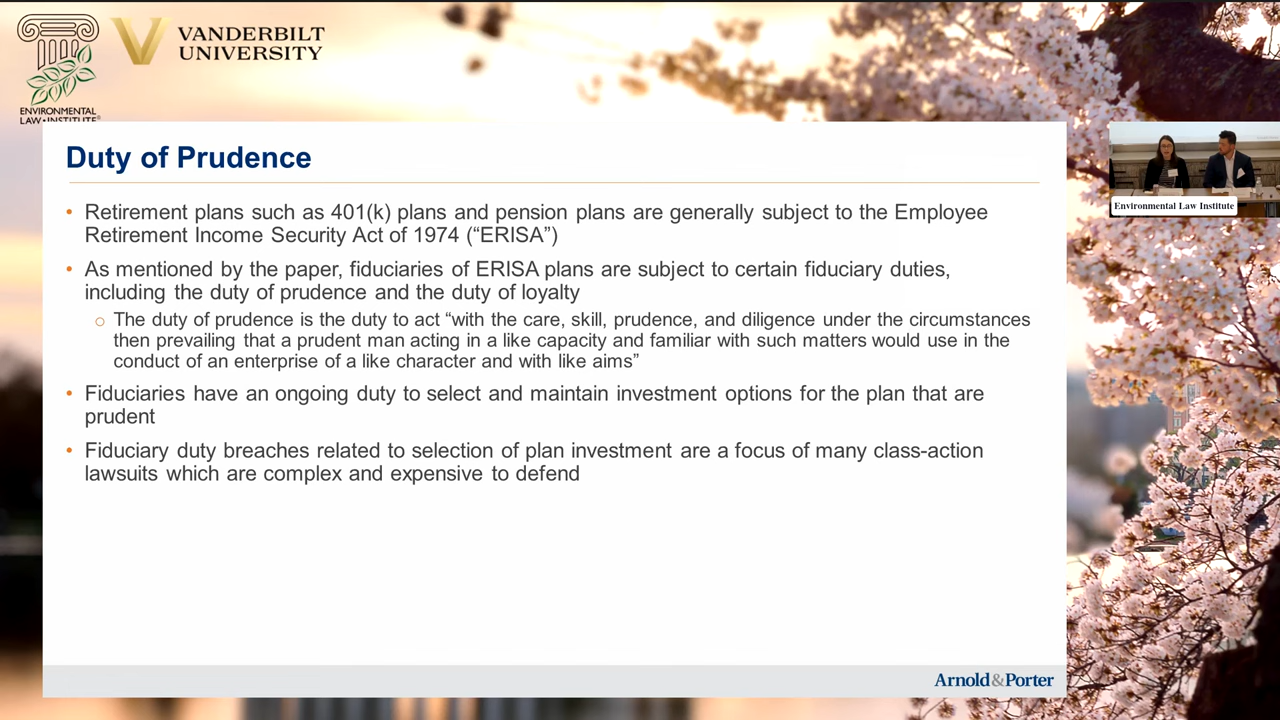 VANDERBILT
UNIVERSITY
ENVIRONMENTAL
LAW•INSTITUTE®
Duty of Prudence
• Retirement plans such as 401(k) plans and pension plans are generally subject to the Employee
Retirement Income Security Act of 1974 (“ERISA”)
• As mentioned by the paper, fiduciaries of ERISA plans are subject to certain fiduciary duties,
including the duty of prudence and the duty of loyalty
o The duty of prudence is the duty to act “with the care, skill, prudence, and diligence under the circumstances
then prevailing that a prudent man acting in a like capacity and familiar with such matters would use in the
conduct of an enterprise of a like character and with like aims”
• Fiduciaries have an ongoing duty to select and maintain investment options for the plan that are
prudent
• Fiduciary duty breaches related to selection of plan investment are a focus of many class-action
lawsuits which are complex and expensive to defend
Environmental Law Institute
Arnold&Porter